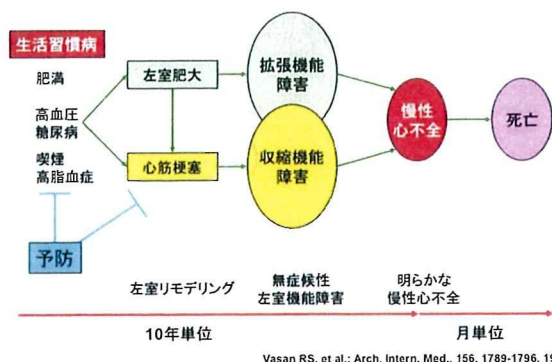 生活習慣病
肥満
高血圧
糖尿病
喫煙
高脂血症
左室肥大
心筋梗塞
拡張機能
障害
収縮機能
障害
慢性
心不全
死亡
予防
左室リモデリング
無症候性
左室機能障害
明らかな
慢性心不全
10年単位
月単位
Vasan RS, et al.: Arch. Intern. Med., 156, 1789-1796, 19